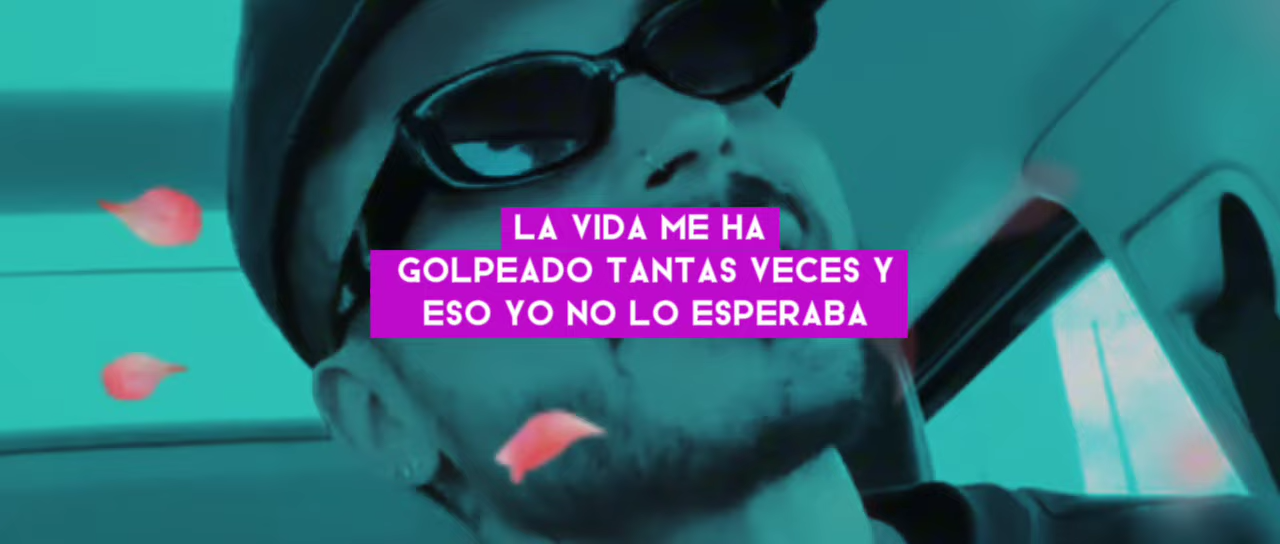 LA VIDA ME HA
GOLPEADO TANTAS VECES Y
ESO YO NO LO ESPERABA